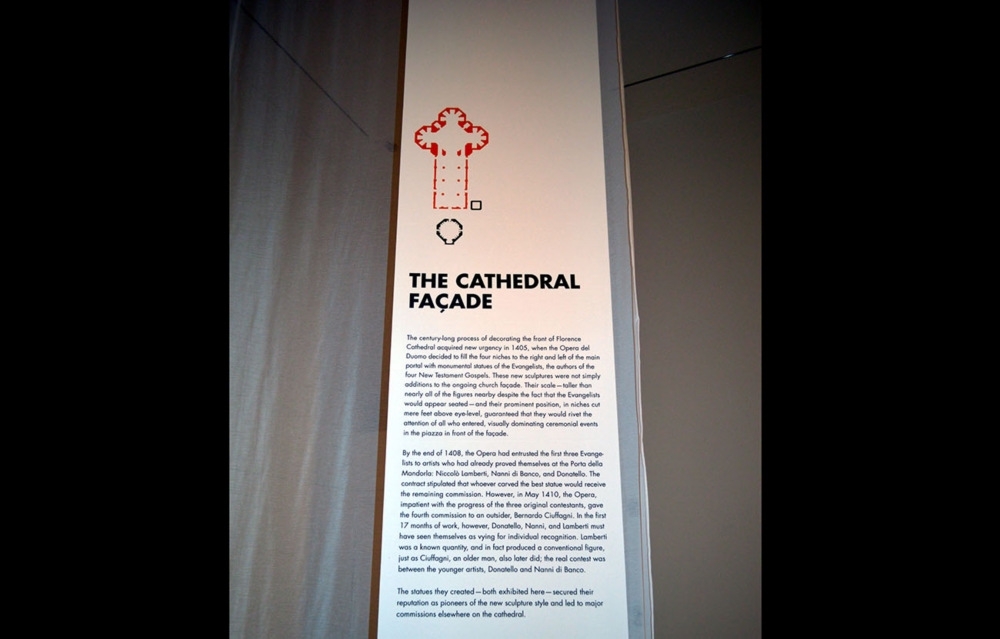 THE CATHEDRAL
FAÇADE
The century-long process of decorating the front of Florence
Cathedral acquired new urgency in 1405, when the Opera del
Duomo decided to fill the four niches to the right and left of the main
portal with monumental statues of the Evangelists, the authors of the
four New Testament Gospels. These new sculptures were not simply
additions to the ongoing church façade. Their scale—taller than
nearly all of the figures nearby despite the fact that the Evangelists
would appear seated—and their prominent position, in niches cut
mere feet above eye-level, guaranteed that they would rivet the
attention of all who entered, visually dominating ceremonial events
in the piazza in front of the façade.
By the end of 1408, the Opera had entrusted the first three Evange-
lists to artists who had already proved themselves at the Porta della
Mandorla: Niccolò Lamberti, Nanni di Banco, and Donatello. The
contract stipulated that whoever carved the best statue would receive
the remaining commission. However, in May 1410, the Opera,
impatient with the progress of the three original contestants, gave
the fourth commission to an outsider, Bernardo Ciuffagni. In the first
17 months of work, however, Donatello, Nanni, and Lamberti must
have seen themselves as vying for individual recognition. Lamberti
was a known quantity, and in fact produced a conventional figure,
just as Ciuffagni, an older man, also later did; the real contest was
between the younger artists, Donatello and Nanni di Banco.
The statues they created—both exhibited here—secured their
reputation as pioneers of the new sculpture style and led to major
commissions elsewhere on the cathedral.